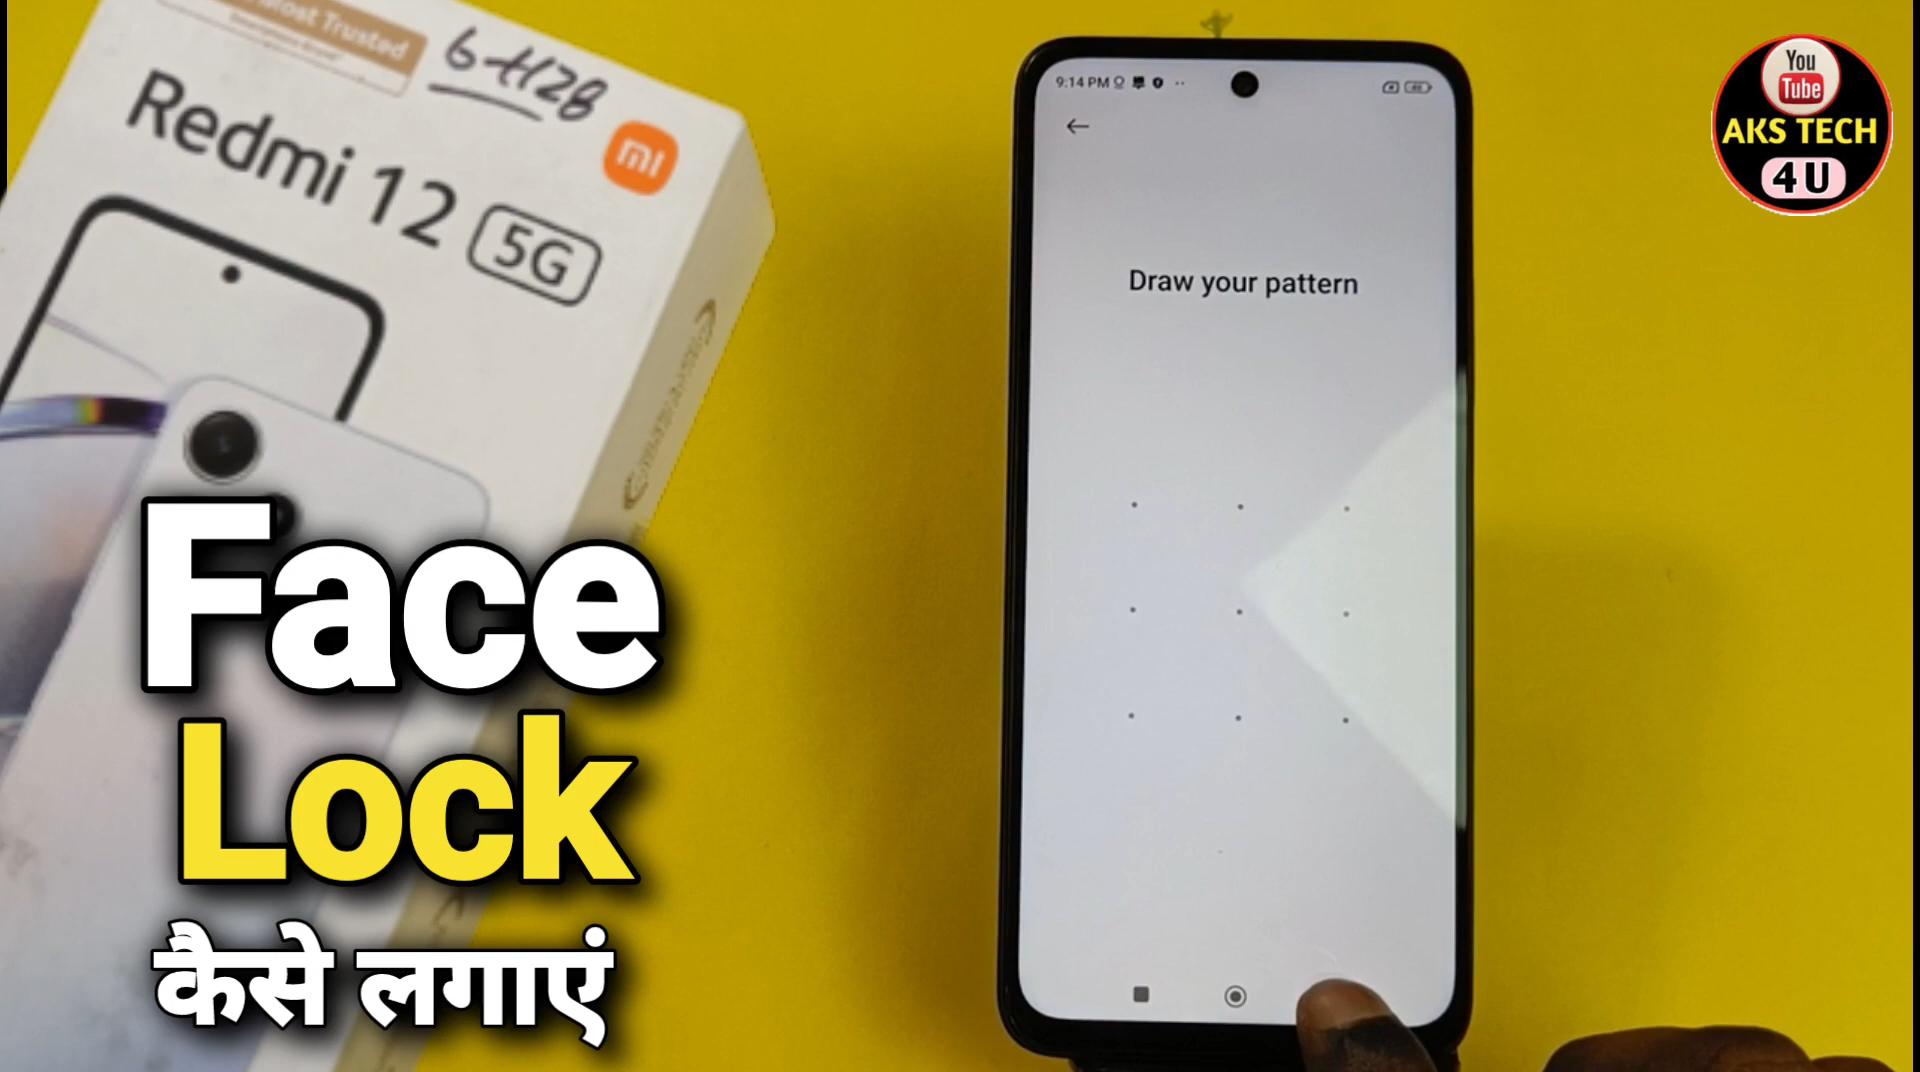 Most Trusted
6+128
Redmi 12 5G
mi
Face
Lock
कैसे लगाएं
9:14 PM
Draw your pattern
You
Tube
AKS TECH
4 U